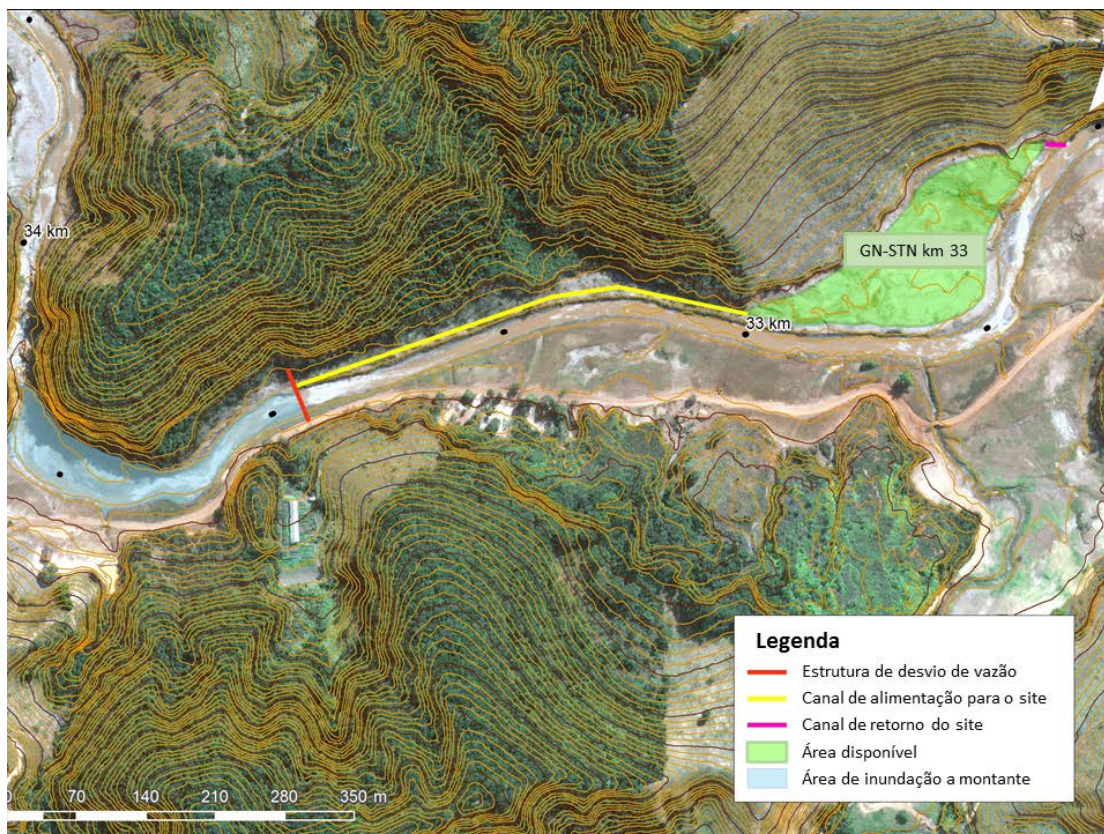 34 km
GN-STN km 33
33 km
Legenda
Estrutura de desvio de vazão
Canal de alimentação para o site
Canal de retorno do site
Área disponível
Área de inundação a montante
0 70 140 210 280 350 m